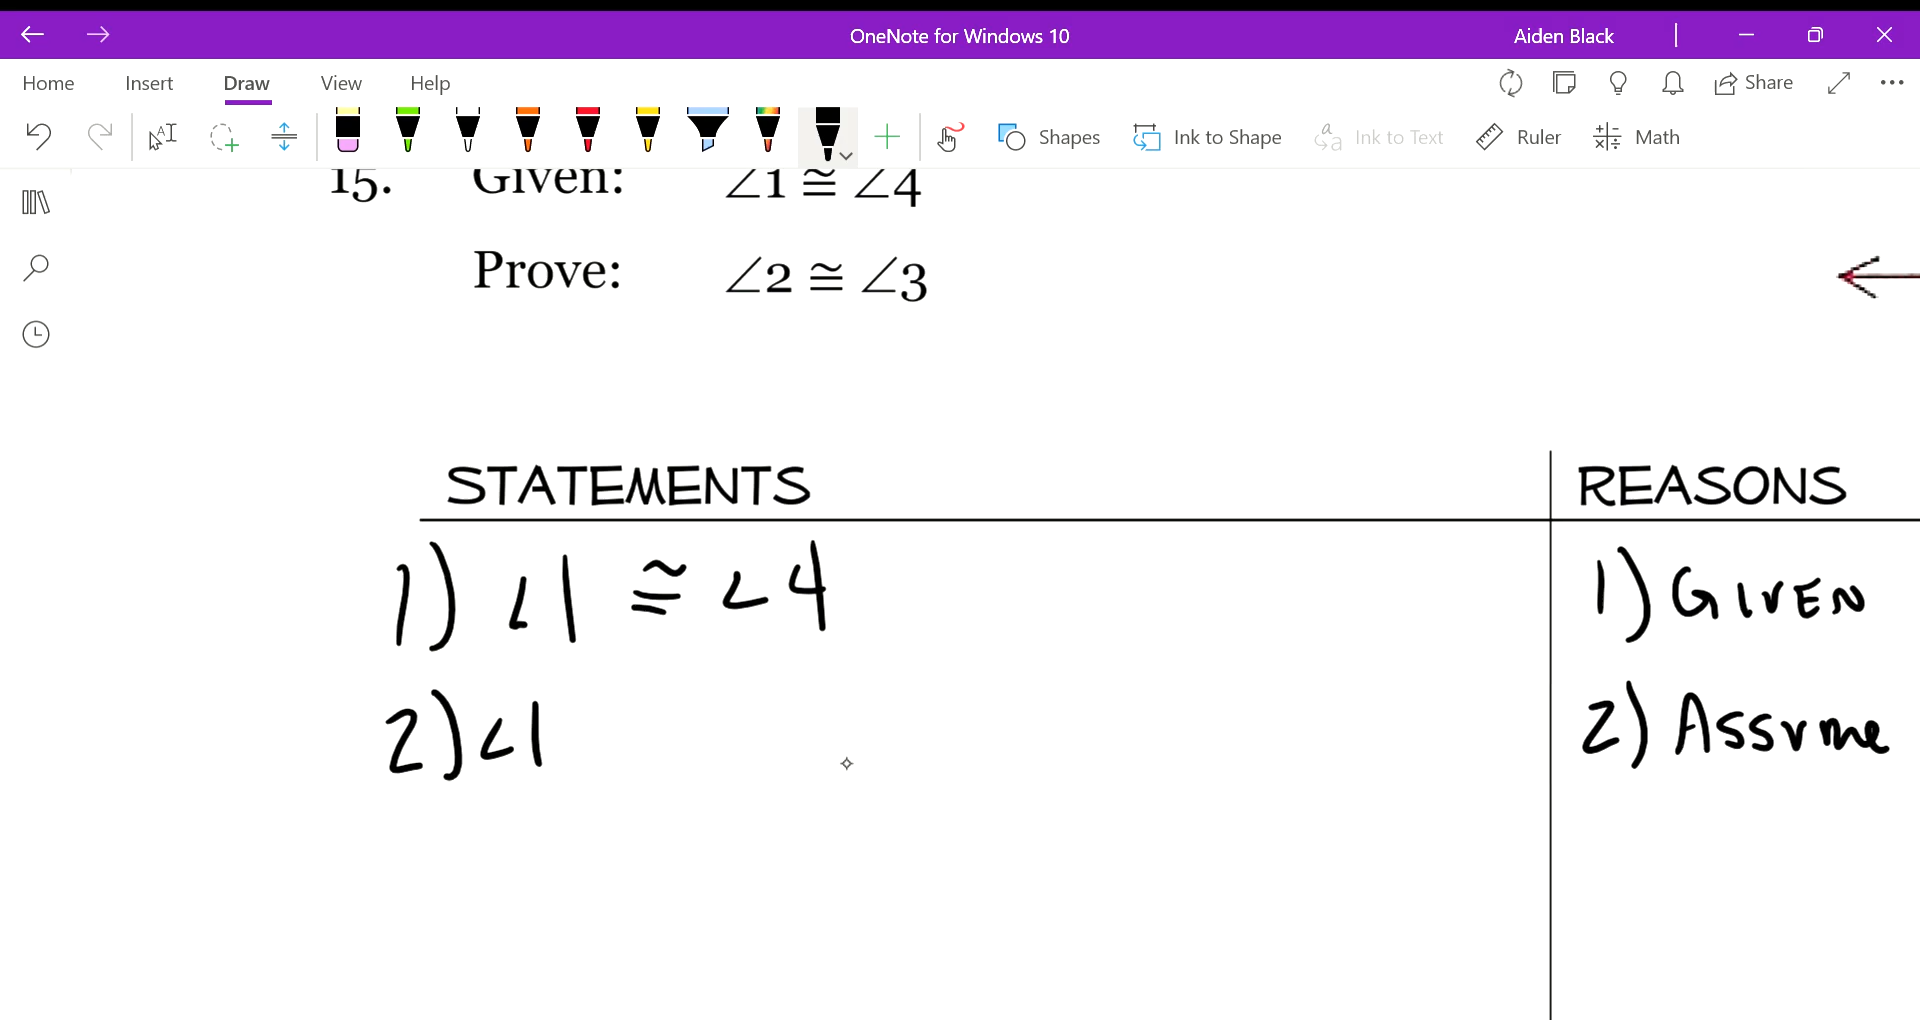 OneNote for Windows 10 Aiden Black
Home Insert Draw View Help Share
Shapes Ink to Shape Ink to Text Ruler Math
15. Given: ∠1 ≅ ∠4
Prove: ∠2 ≅ ∠3
STATEMENTS REASONS
1) ∠1 ≅ ∠4 1) GIVEN
2) ∠1 2) Assume